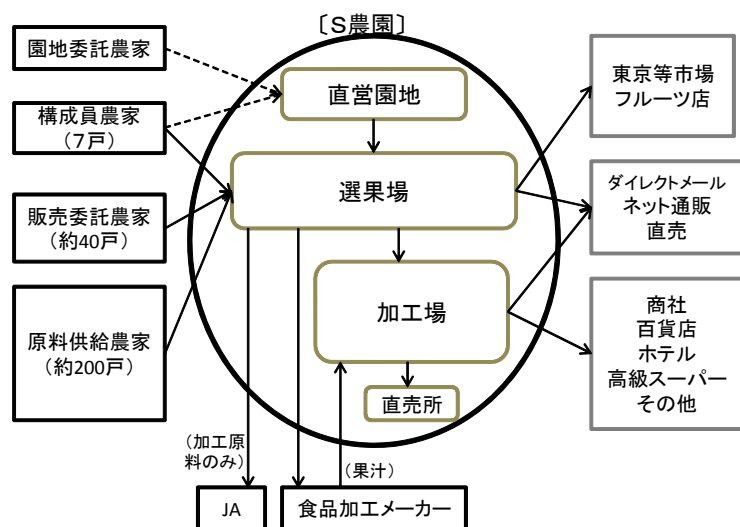 〔S農園〕
園地委託農家
構成員農家
（7戸）
販売委託農家
（約40戸）
原料供給農家
（約200戸）
直営園地
選果場
加工場
直売所
東京等市場
フルーツ店
ダイレクトメール
ネット通販
直売
商社
百貨店
ホテル
高級スーパー
その他
（加工原
料のみ）
（果汁）
JA
食品加工メーカー